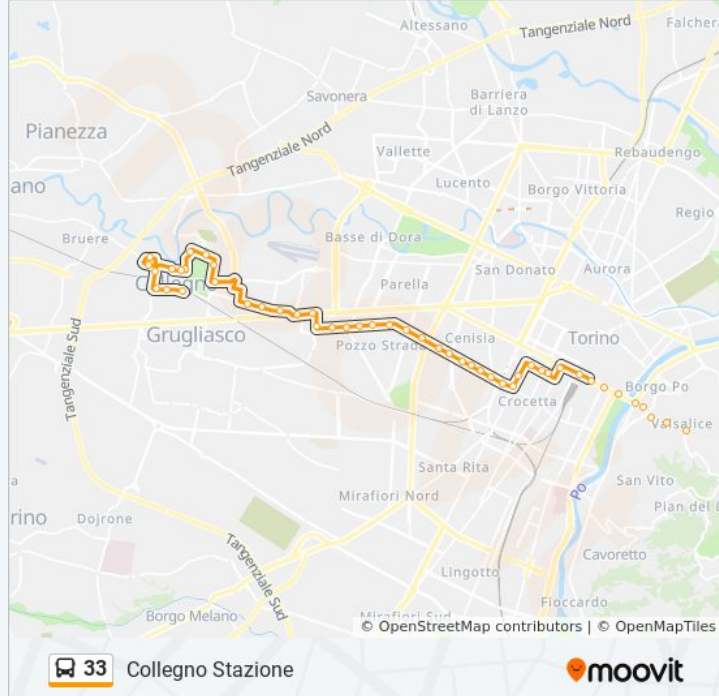 Altessano
Tangenziale Nord
Falchera
Savonera
Barriera
di Lanzo
Pianezza
Tangenziale Nord
Vallette
Rebaudengo
Lucento
ano
Borgo Vittoria
Regio
Bruere
Basse di Dora
Aurora
San Donato
Parella
Collegno
Grugliasco
Pozzo Strada
Cenisia
Torino
Tangenziale Sud
Borgo Po
Crocetta
Valsalice
Santa Rita
San Vito
Mirafiori Nord
Po
Plan del L
rino
Dojrone
Tangenziale Sud
Cavoretto
Lingotto
Fioccardo
Borgo Melano
Mirafiori Sud
© OpenStreetMap contributors | © OpenMapTiles
33 Collegno Stazione
moovit